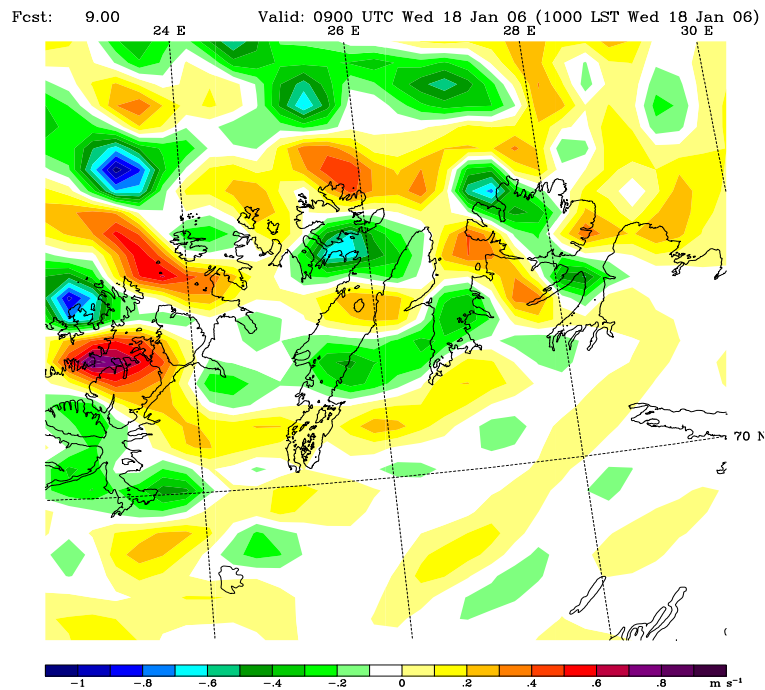 Fcst: 9.00 Valid: 0900 UTC Wed 18 Jan 06 (1000 LST Wed 18 Jan 06)
24 E 26 E 28 E 30 E
70 N
-1 -.8 -.6 -.4 -.2 0 .2 .4 .6 .8 m s⁻¹